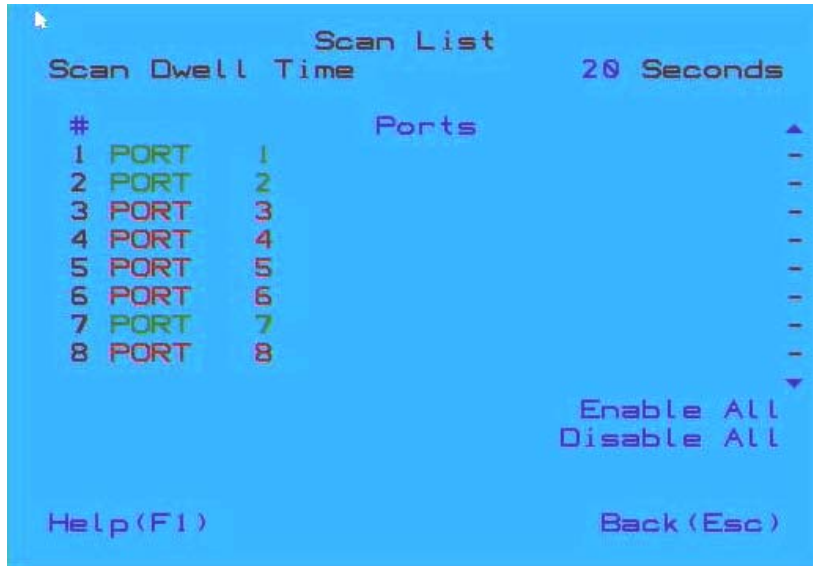 Scan List
Scan Dwell Time 20 Seconds
# Ports
1 PORT 1 -
2 PORT 2 -
3 PORT 3 -
4 PORT 4 -
5 PORT 5 -
6 PORT 6 -
7 PORT 7 -
8 PORT 8 -
Enable All
Disable All
Help(F1) Back(Esc)